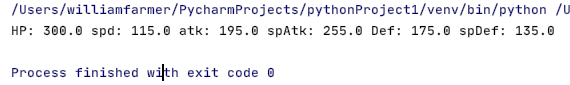 /Users/williamfarmer/PycharmProjects/pythonProject1/venv/bin/python /U
HP: 300.0 spd: 115.0 atk: 195.0 spAtk: 255.0 Def: 175.0 spDef: 135.0
Process finished with exit code 0